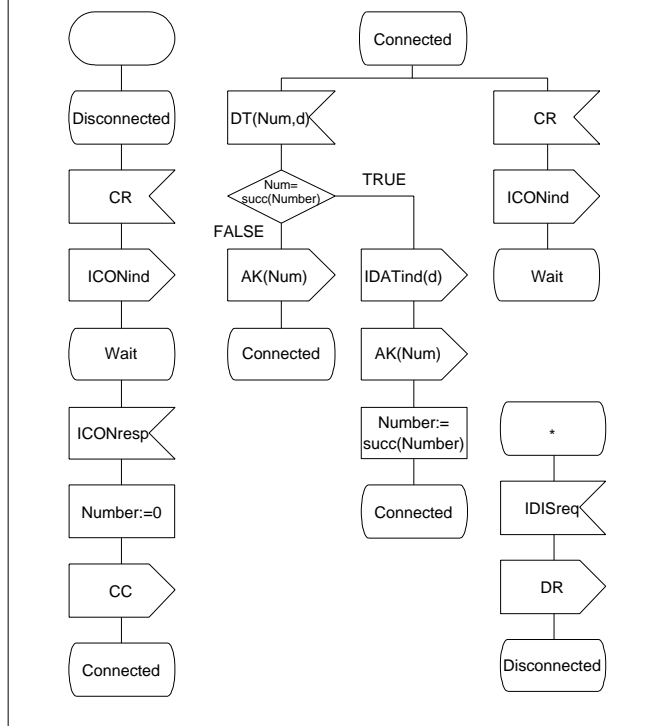 Disconnected
CR
ICONind
Wait
ICONresp
Number:=0
CC
Connected
Connected
DT(Num,d)
Num=
succ(Number)
TRUE
FALSE
AK(Num)
Connected
IDATind(d)
AK(Num)
Number:=
succ(Number)
Connected
CR
ICONind
Wait
*
IDISreq
DR
Disconnected